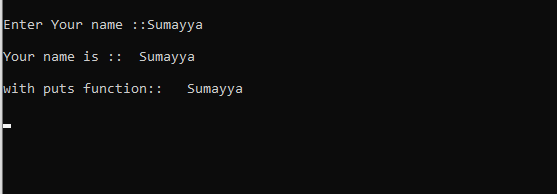 Enter Your name ::Sumayya
Your name is ::  Sumayya
with puts function::   Sumayya